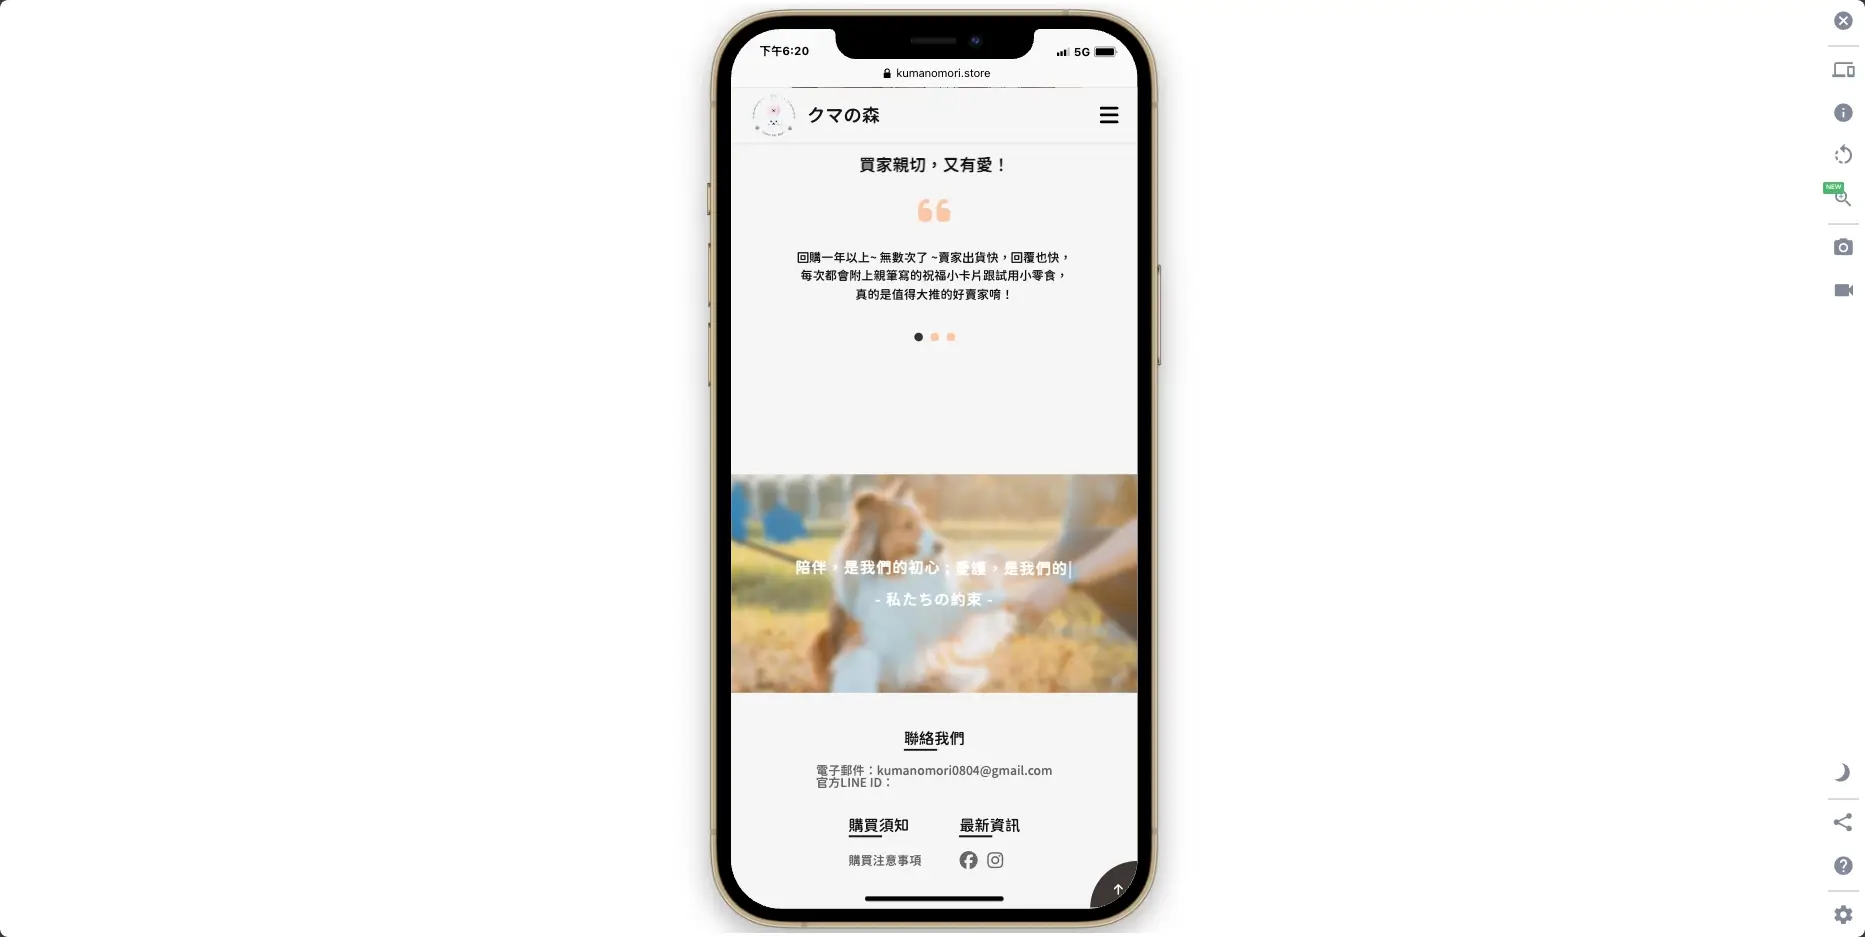 下午6:20
5G
kumanomori.store
クマの森
買家親切，又有愛！
回購一年以上~ 無數次了 ~賣家出貨快，回覆也快，
每次都會附上親筆寫的祝福小卡片跟試用小零食，
真的是值得大推的好賣家唷！
陪伴，是我們的初心；愛護，是我們的|
- 私たちの約束 -
聯絡我們
電子郵件：kumanomori0804@gmail.com
官方LINE ID：
購買須知
最新資訊
購買注意事項
NEW